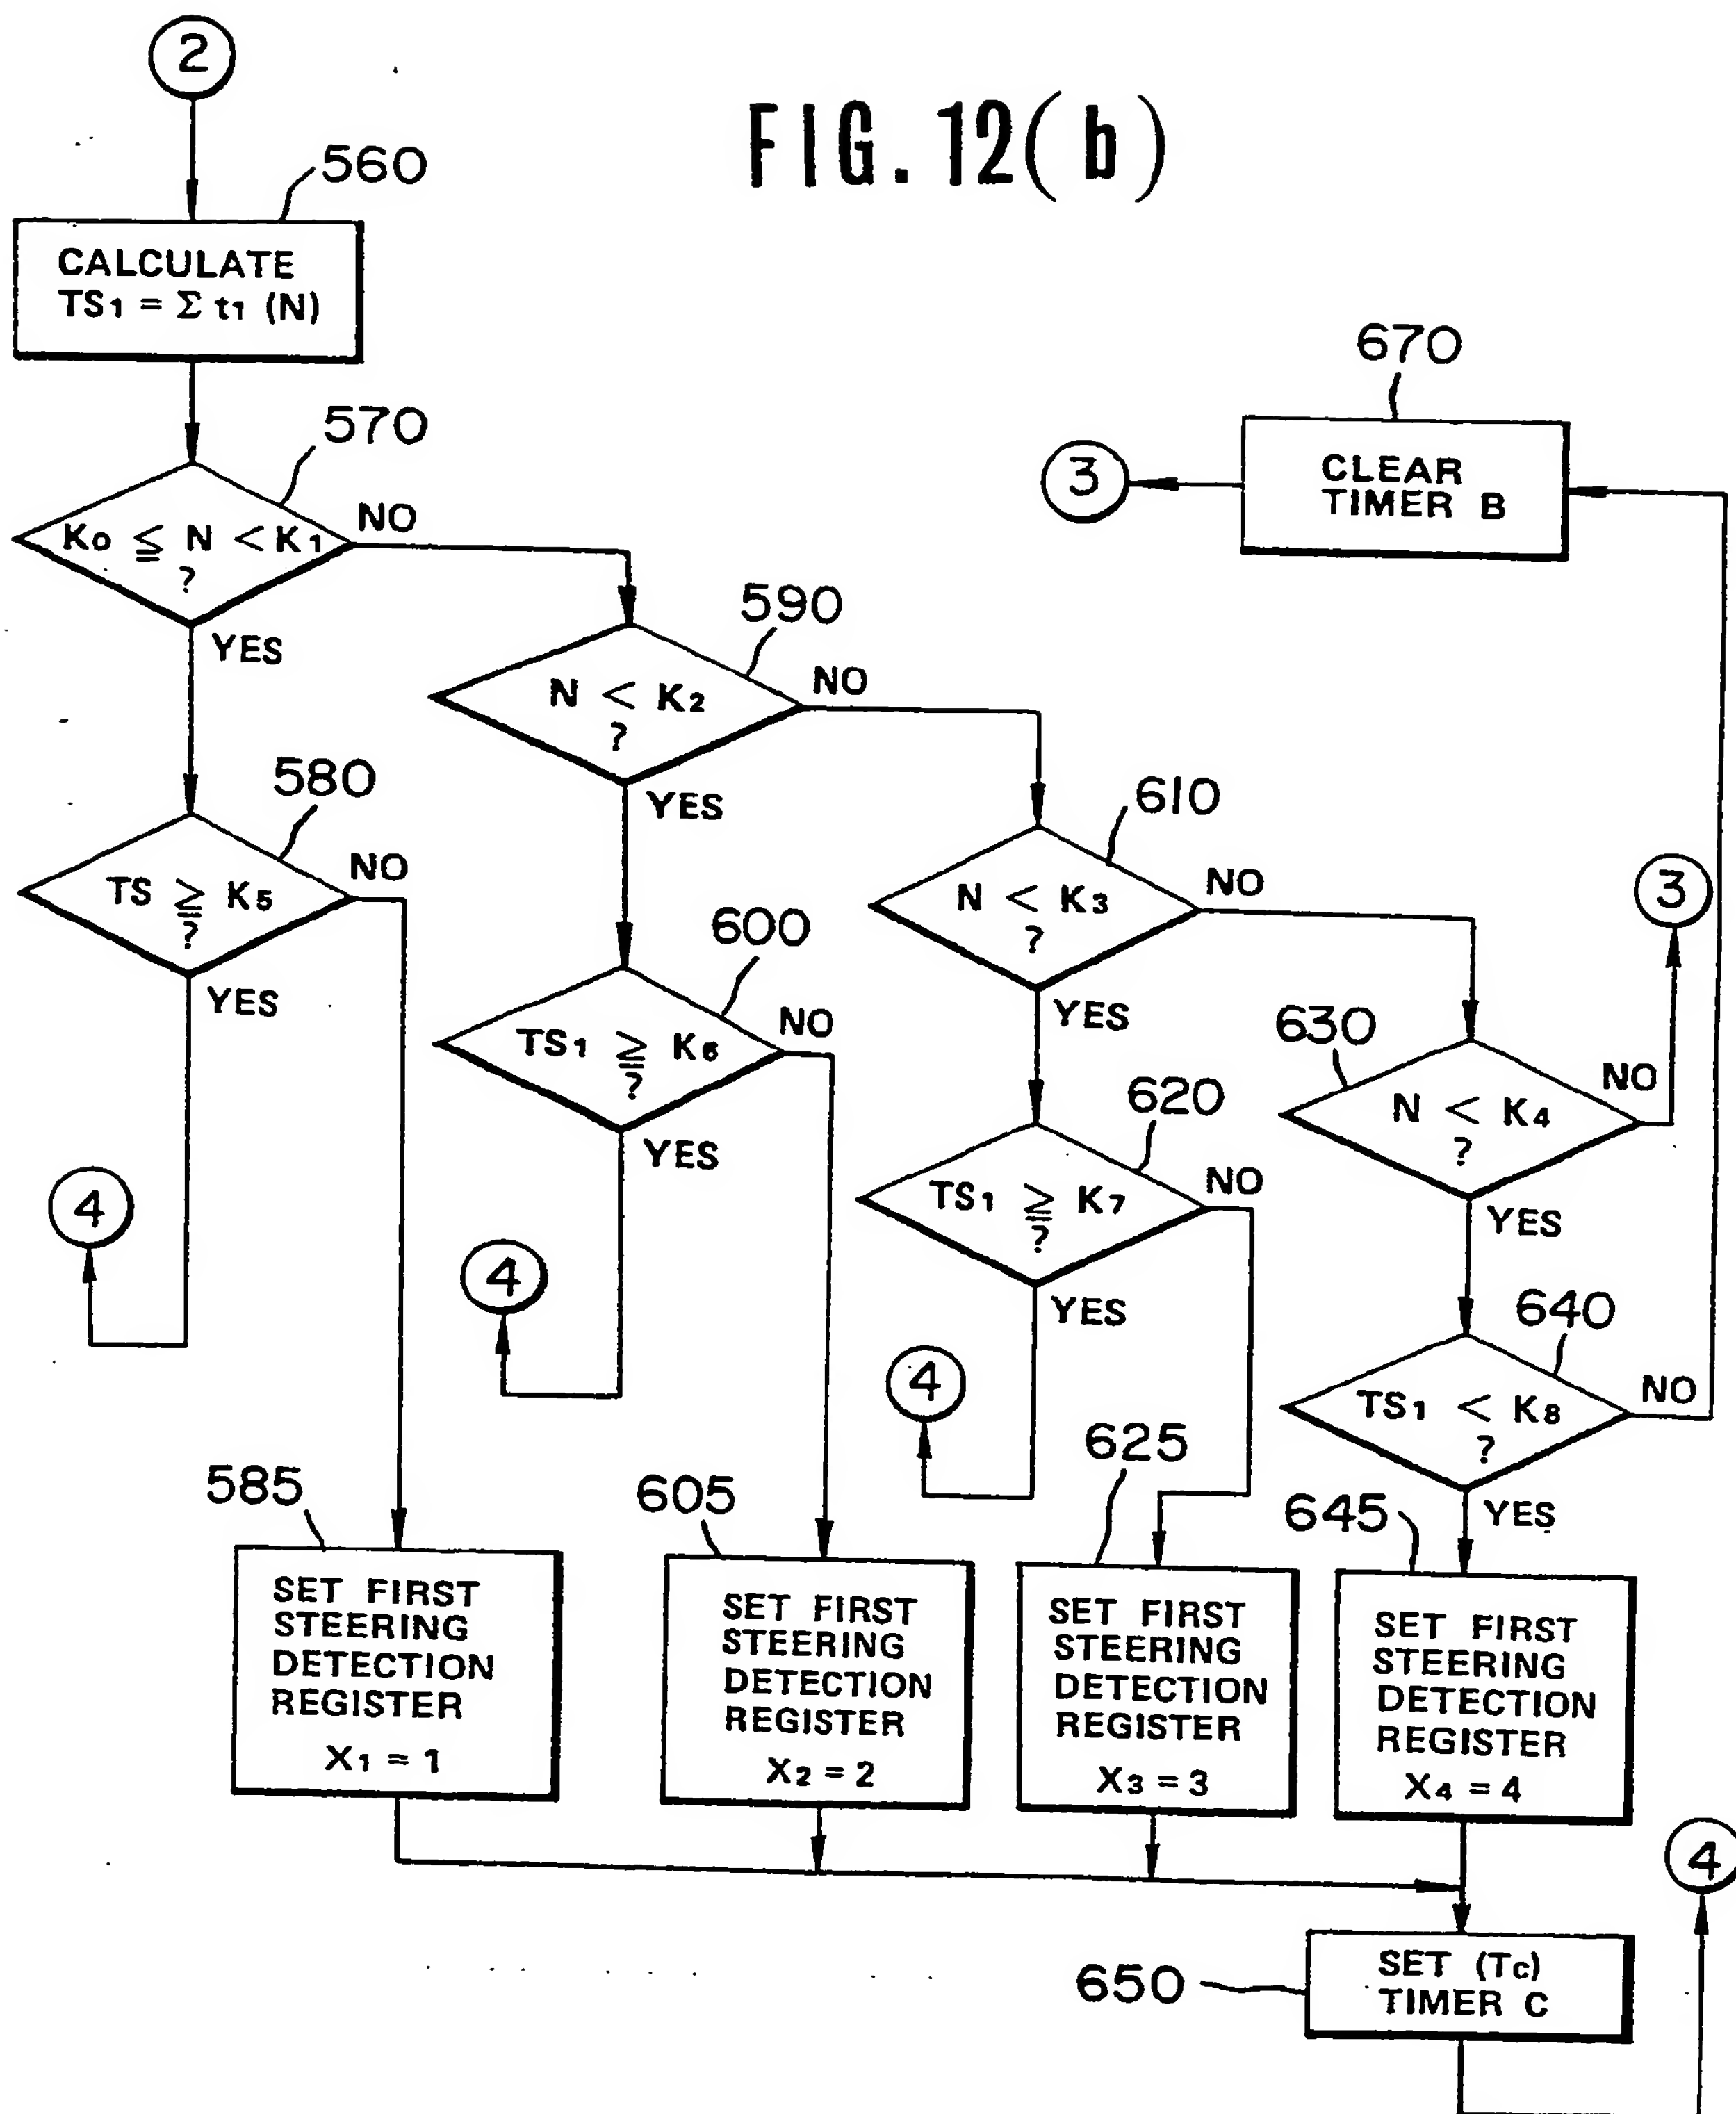 2
FIG. 12(b)
560
CALCULATE
TS1 = Σ t1 (N)
670
CLEAR
TIMER B
3
570
K0 ≦ N < K1
?
NO
YES
590
N < K2
?
NO
YES
580
TS ≧ K5
?
NO
YES
610
N < K3
?
NO
YES
3
600
TS1 ≧ K6
?
NO
YES
630
N < K4
?
NO
YES
620
TS1 ≧ K7
?
NO
YES
4
4
4
640
TS1 < K8
?
NO
YES
585
SET FIRST
STEERING
DETECTION
REGISTER
X1 = 1
605
SET FIRST
STEERING
DETECTION
REGISTER
X2 = 2
625
SET FIRST
STEERING
DETECTION
REGISTER
X3 = 3
645
SET FIRST
STEERING
DETECTION
REGISTER
X4 = 4
4
650
SET (Tc)
TIMER C